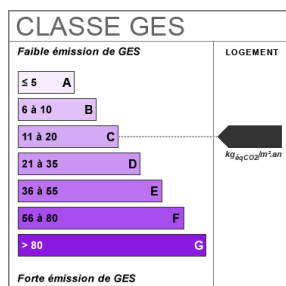 CLASSE GES
Faible émission de GES
LOGEMENT
≤ 5 A
6 à 10 B
11 à 20 C
21 à 35 D
36 à 55 E
56 à 80 F
> 80 G
kgéqCO2/m².an
Forte émission de GES